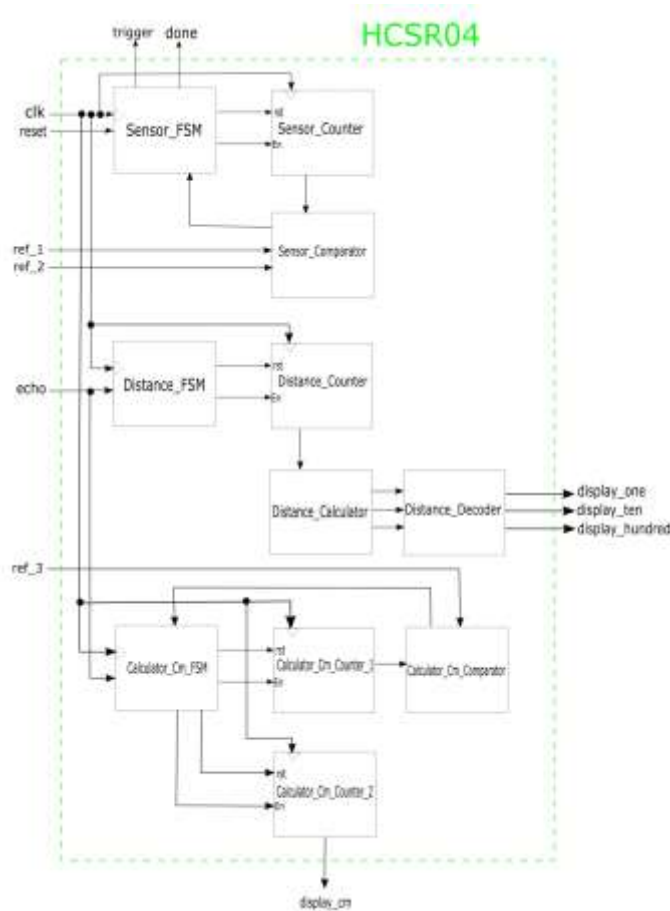 HCSR04
trigger done
clk
reset
Sensor_FSM
rst
En
Sensor_Counter
ref_1
ref_2
Sensor_Comparator
echo
Distance_FSM
rst
En
Distance_Counter
Distance_Calculator
Distance_Decoder
display_one
display_ten
display_hundred
ref_3
Calculator_Cm_FSM
rst
En
Calculator_Cm_Counter_1
Calculator_Cm_Comparator
rst
En
Calculator_Cm_Counter_2
display_cm